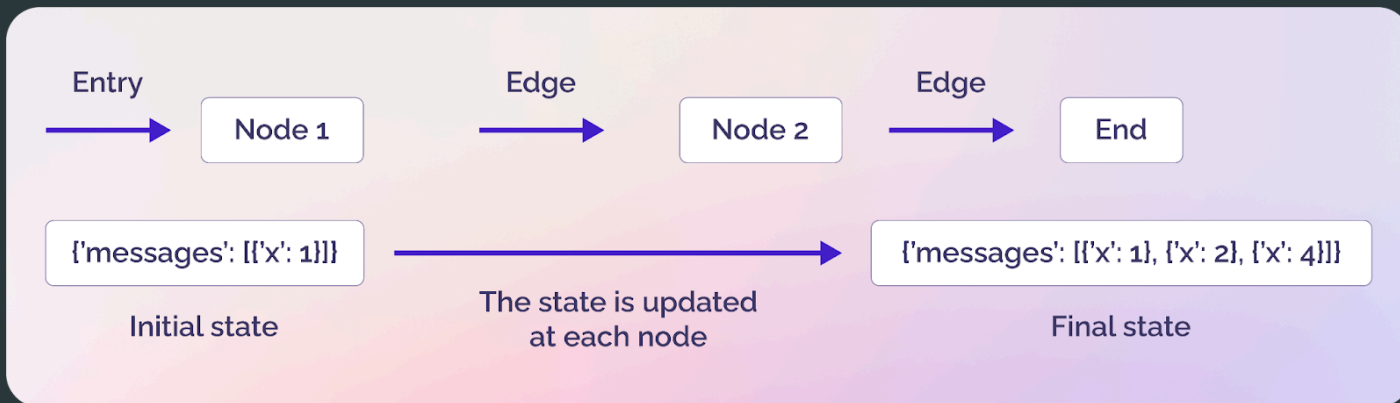 Entry
Edge
Edge
Node 1
Node 2
End
{’messages’: [{’x’: 1}]}
{’messages’: [{’x’: 1}, {’x’: 2}, {’x’: 4}]}
The state is updated
at each node
Initial state
Final state